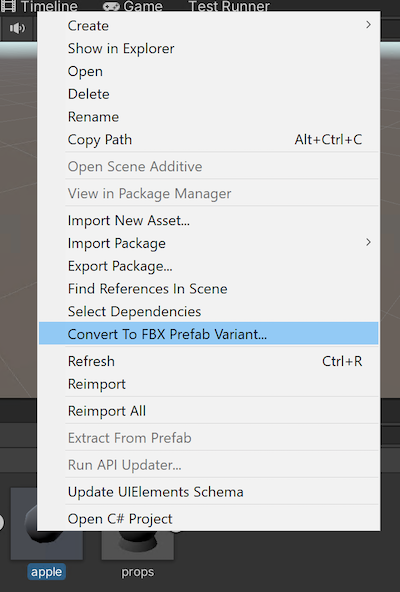 Timeline Game Test Runner
Create
Show in Explorer
Open
Delete
Rename
Copy Path Alt+Ctrl+C
Open Scene Additive
View in Package Manager
Import New Asset...
Import Package
Export Package...
Find References In Scene
Select Dependencies
Convert To FBX Prefab Variant...
Refresh Ctrl+R
Reimport
Reimport All
Extract From Prefab
Run API Updater...
Update UIElements Schema
Open C# Project
apple props